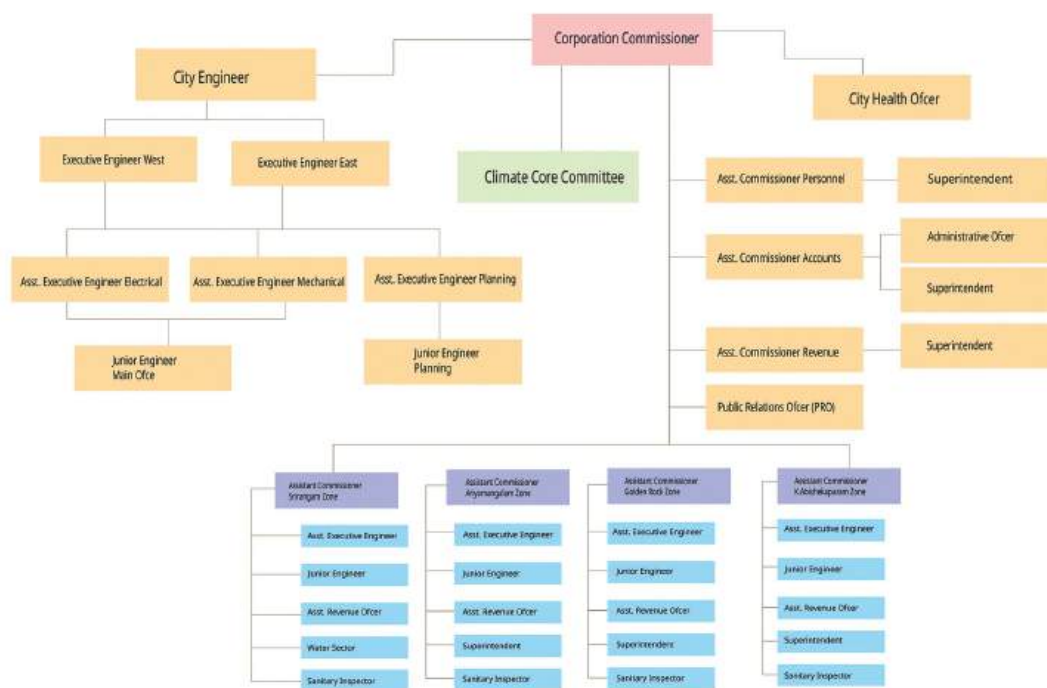 Corporation Commissioner
City Engineer
City Health Ofcer
Executive Engineer West
Executive Engineer East
Climate Core Committee
Asst. Commissioner Personnel
Superintendent
Asst. Commissioner Accounts
Administrative Ofcer
Superintendent
Asst. Executive Engineer Electrical
Asst. Executive Engineer Mechanical
Asst. Executive Engineer Planning
Junior Engineer
Main Ofce
Junior Engineer
Planning
Asst. Commissioner Revenue
Superintendent
Public Relations Ofcer (PRO)
Assistant Commissioner
Srirangam Zone
Asst. Executive Engineer
Junior Engineer
Asst. Revenue Ofcer
Water Sector
Sanitary Inspector
Assistant Commissioner
Ariyamangalam Zone
Asst. Executive Engineer
Junior Engineer
Asst. Revenue Ofcer
Superintendent
Sanitary Inspector
Assistant Commissioner
Golden Rock Zone
Asst. Executive Engineer
Junior Engineer
Asst. Revenue Ofcer
Superintendent
Sanitary Inspector
Assistant Commissioner
K.Abishekapuram Zone
Asst. Executive Engineer
Junior Engineer
Asst. Revenue Ofcer
Superintendent
Sanitary Inspector